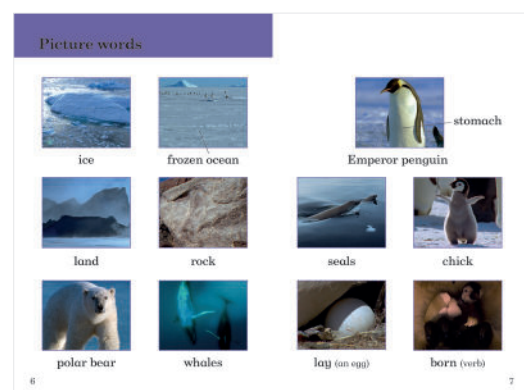 Picture words
ice
frozen ocean
stomach
Emperor penguin
land
rock
seals
chick
polar bear
whales
lay (an egg)
born (verb)
6
7